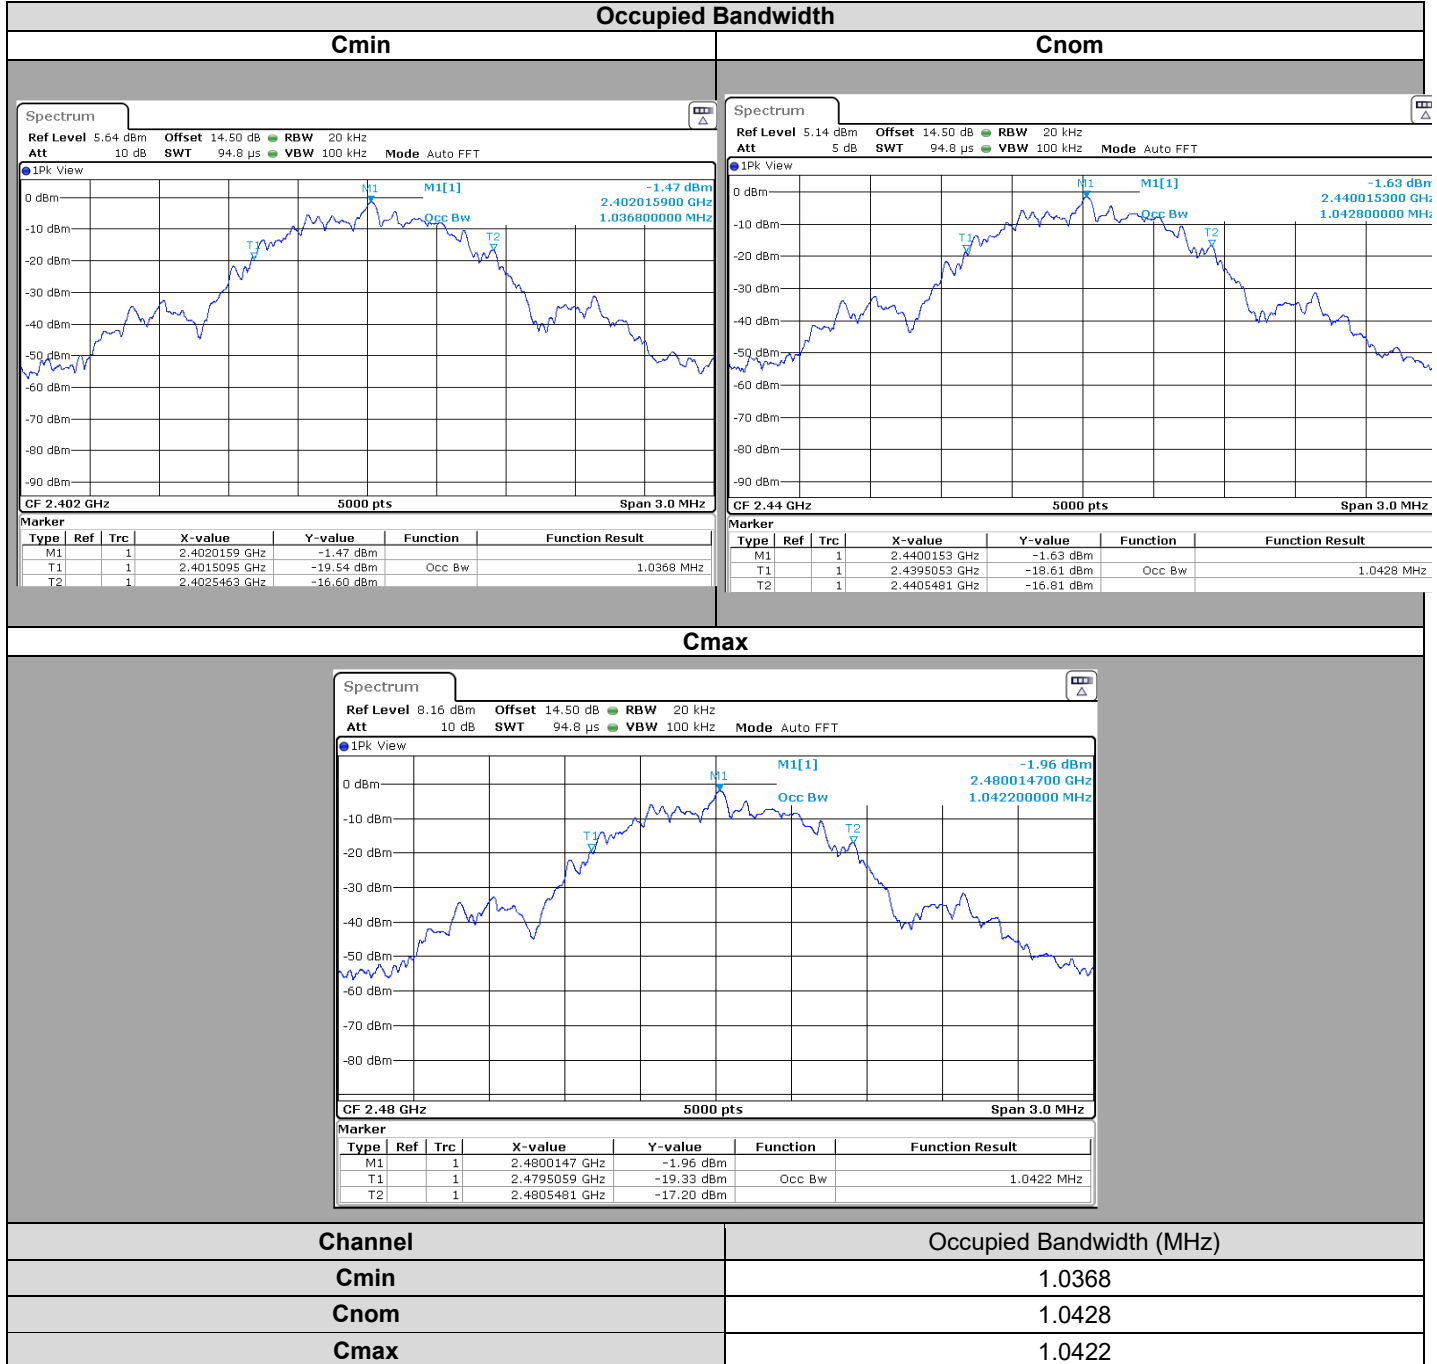 Occupied Bandwidth
Cmin Cnom
Spectrum
Ref Level 5.64 dBm Offset 14.50 dB RBW 20 kHz
Att 10 dB SWT 94.8 µs VBW 100 kHz Mode Auto FFT
1Pk View
M1 M1[1] -1.47 dBm
2.402015900 GHz
Occ Bw 1.036800000 MHz
T1
T2
0 dBm
-10 dBm
-20 dBm
-30 dBm
-40 dBm
-50 dBm
-60 dBm
-70 dBm
-80 dBm
-90 dBm
CF 2.402 GHz 5000 pts Span 3.0 MHz
Marker
Type Ref Trc X-value Y-value Function Function Result
M1 1 2.4020159 GHz -1.47 dBm
T1 1 2.4015095 GHz -19.54 dBm Occ Bw 1.0368 MHz
T2 1 2.4025463 GHz -16.60 dBm
Spectrum
Ref Level 5.14 dBm Offset 14.50 dB RBW 20 kHz
Att 5 dB SWT 94.8 µs VBW 100 kHz Mode Auto FFT
1Pk View
M1 M1[1] -1.63 dBm
2.440015300 GHz
Occ Bw 1.042800000 MHz
T1
T2
0 dBm
-10 dBm
-20 dBm
-30 dBm
-40 dBm
-50 dBm
-60 dBm
-70 dBm
-80 dBm
-90 dBm
CF 2.44 GHz 5000 pts Span 3.0 MHz
Marker
Type Ref Trc X-value Y-value Function Function Result
M1 1 2.4400153 GHz -1.63 dBm
T1 1 2.4395053 GHz -18.61 dBm Occ Bw 1.0428 MHz
T2 1 2.4405481 GHz -16.81 dBm
Cmax
Spectrum
Ref Level 8.16 dBm Offset 14.50 dB RBW 20 kHz
Att 10 dB SWT 94.8 µs VBW 100 kHz Mode Auto FFT
1Pk View
M1 M1[1] -1.96 dBm
2.480014700 GHz
Occ Bw 1.042200000 MHz
T1
T2
0 dBm
-10 dBm
-20 dBm
-30 dBm
-40 dBm
-50 dBm
-60 dBm
-70 dBm
-80 dBm
CF 2.48 GHz 5000 pts Span 3.0 MHz
Marker
Type Ref Trc X-value Y-value Function Function Result
M1 1 2.4800147 GHz -1.96 dBm
T1 1 2.4795059 GHz -19.33 dBm Occ Bw 1.0422 MHz
T2 1 2.4805481 GHz -17.20 dBm
Channel Occupied Bandwidth (MHz)
Cmin 1.0368
Cnom 1.0428
Cmax 1.0422